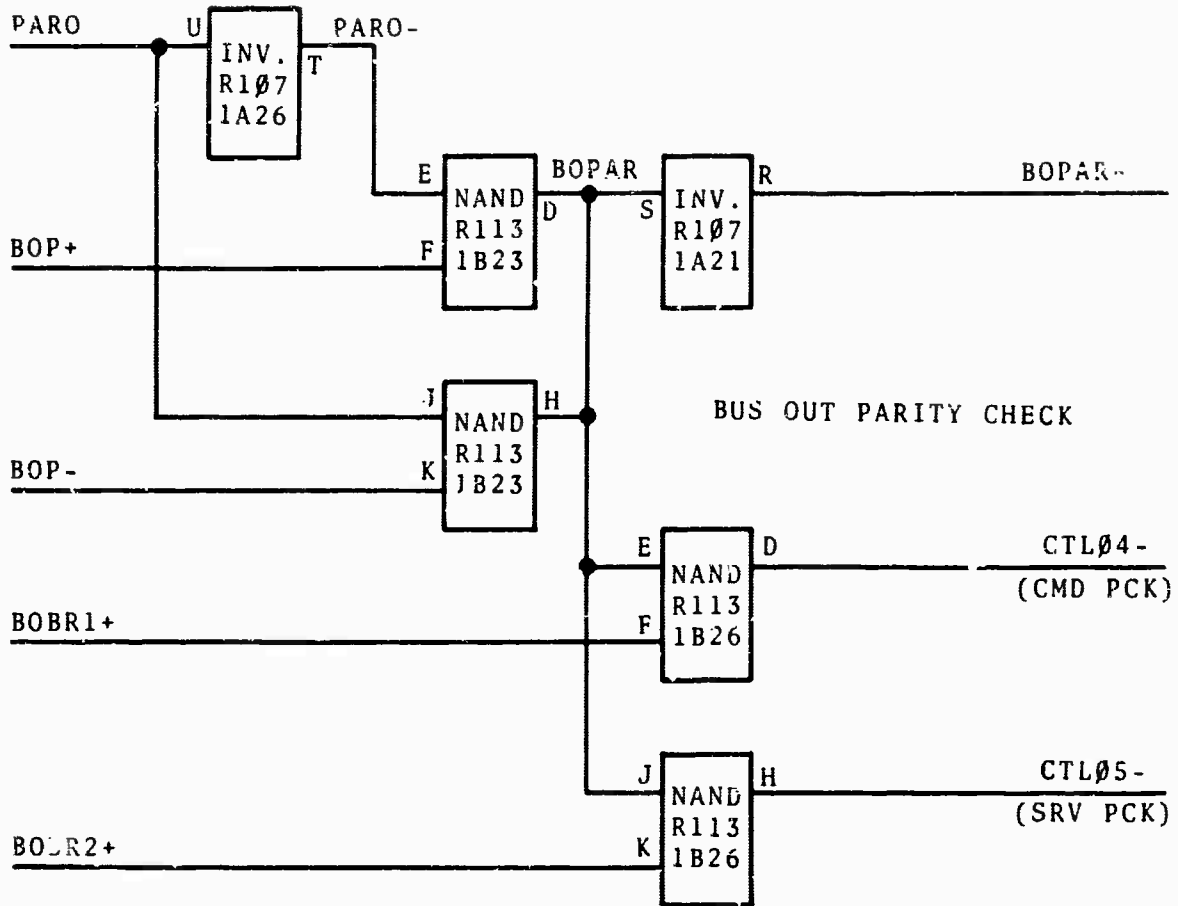 PARO
U
INV.
R1Ø7
1A26
T
PARO-
E
NAND
R113
1B23
D
BOPAR
S
INV.
R1Ø7
1A21
R
BOPAR-
BOP+
F
J
NAND
R113
1B23
H
BUS OUT PARITY CHECK
BOP-
K
E
NAND
R113
1B26
D
CTLØ4-
(CMD PCK)
BOBR1+
F
J
NAND
R113
1B26
H
CTLØ5-
(SRV PCK)
K